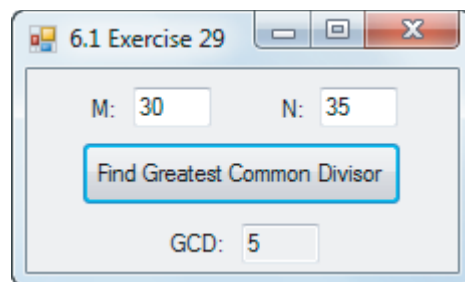 6.1 Exercise 29
M: 30 N: 35
Find Greatest Common Divisor
GCD: 5